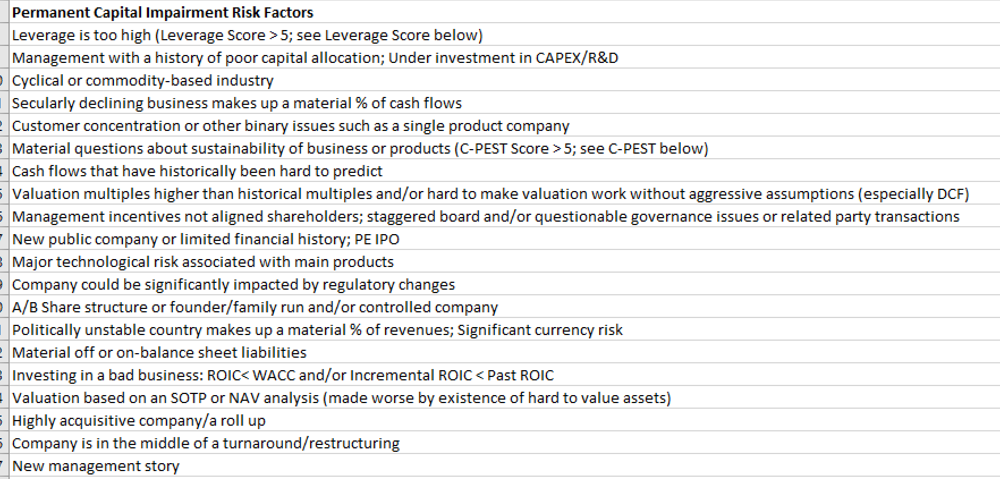 Permanent Capital Impairment Risk Factors
Leverage is too high (Leverage Score > 5; see Leverage Score below)
Management with a history of poor capital allocation; Under investment in CAPEX/R&D
Cyclical or commodity-based industry
Secularly declining business makes up a material % of cash flows
Customer concentration or other binary issues such as a single product company
Material questions about sustainability of business or products (C-PEST Score > 5; see C-PEST below)
Cash flows that have historically been hard to predict
Valuation multiples higher than historical multiples and/or hard to make valuation work without aggressive assumptions (especially DCF)
Management incentives not aligned shareholders; staggered board and/or questionable governance issues or related party transactions
New public company or limited financial history; PE IPO
Major technological risk associated with main products
Company could be significantly impacted by regulatory changes
A/B Share structure or founder/family run and/or controlled company
Politically unstable country makes up a material % of revenues; Significant currency risk
Material off or on-balance sheet liabilities
Investing in a bad business: ROIC< WACC and/or Incremental ROIC < Past ROIC
Valuation based on an SOTP or NAV analysis (made worse by existence of hard to value assets)
Highly acquisitive company/a roll up
Company is in the middle of a turnaround/restructuring
New management story